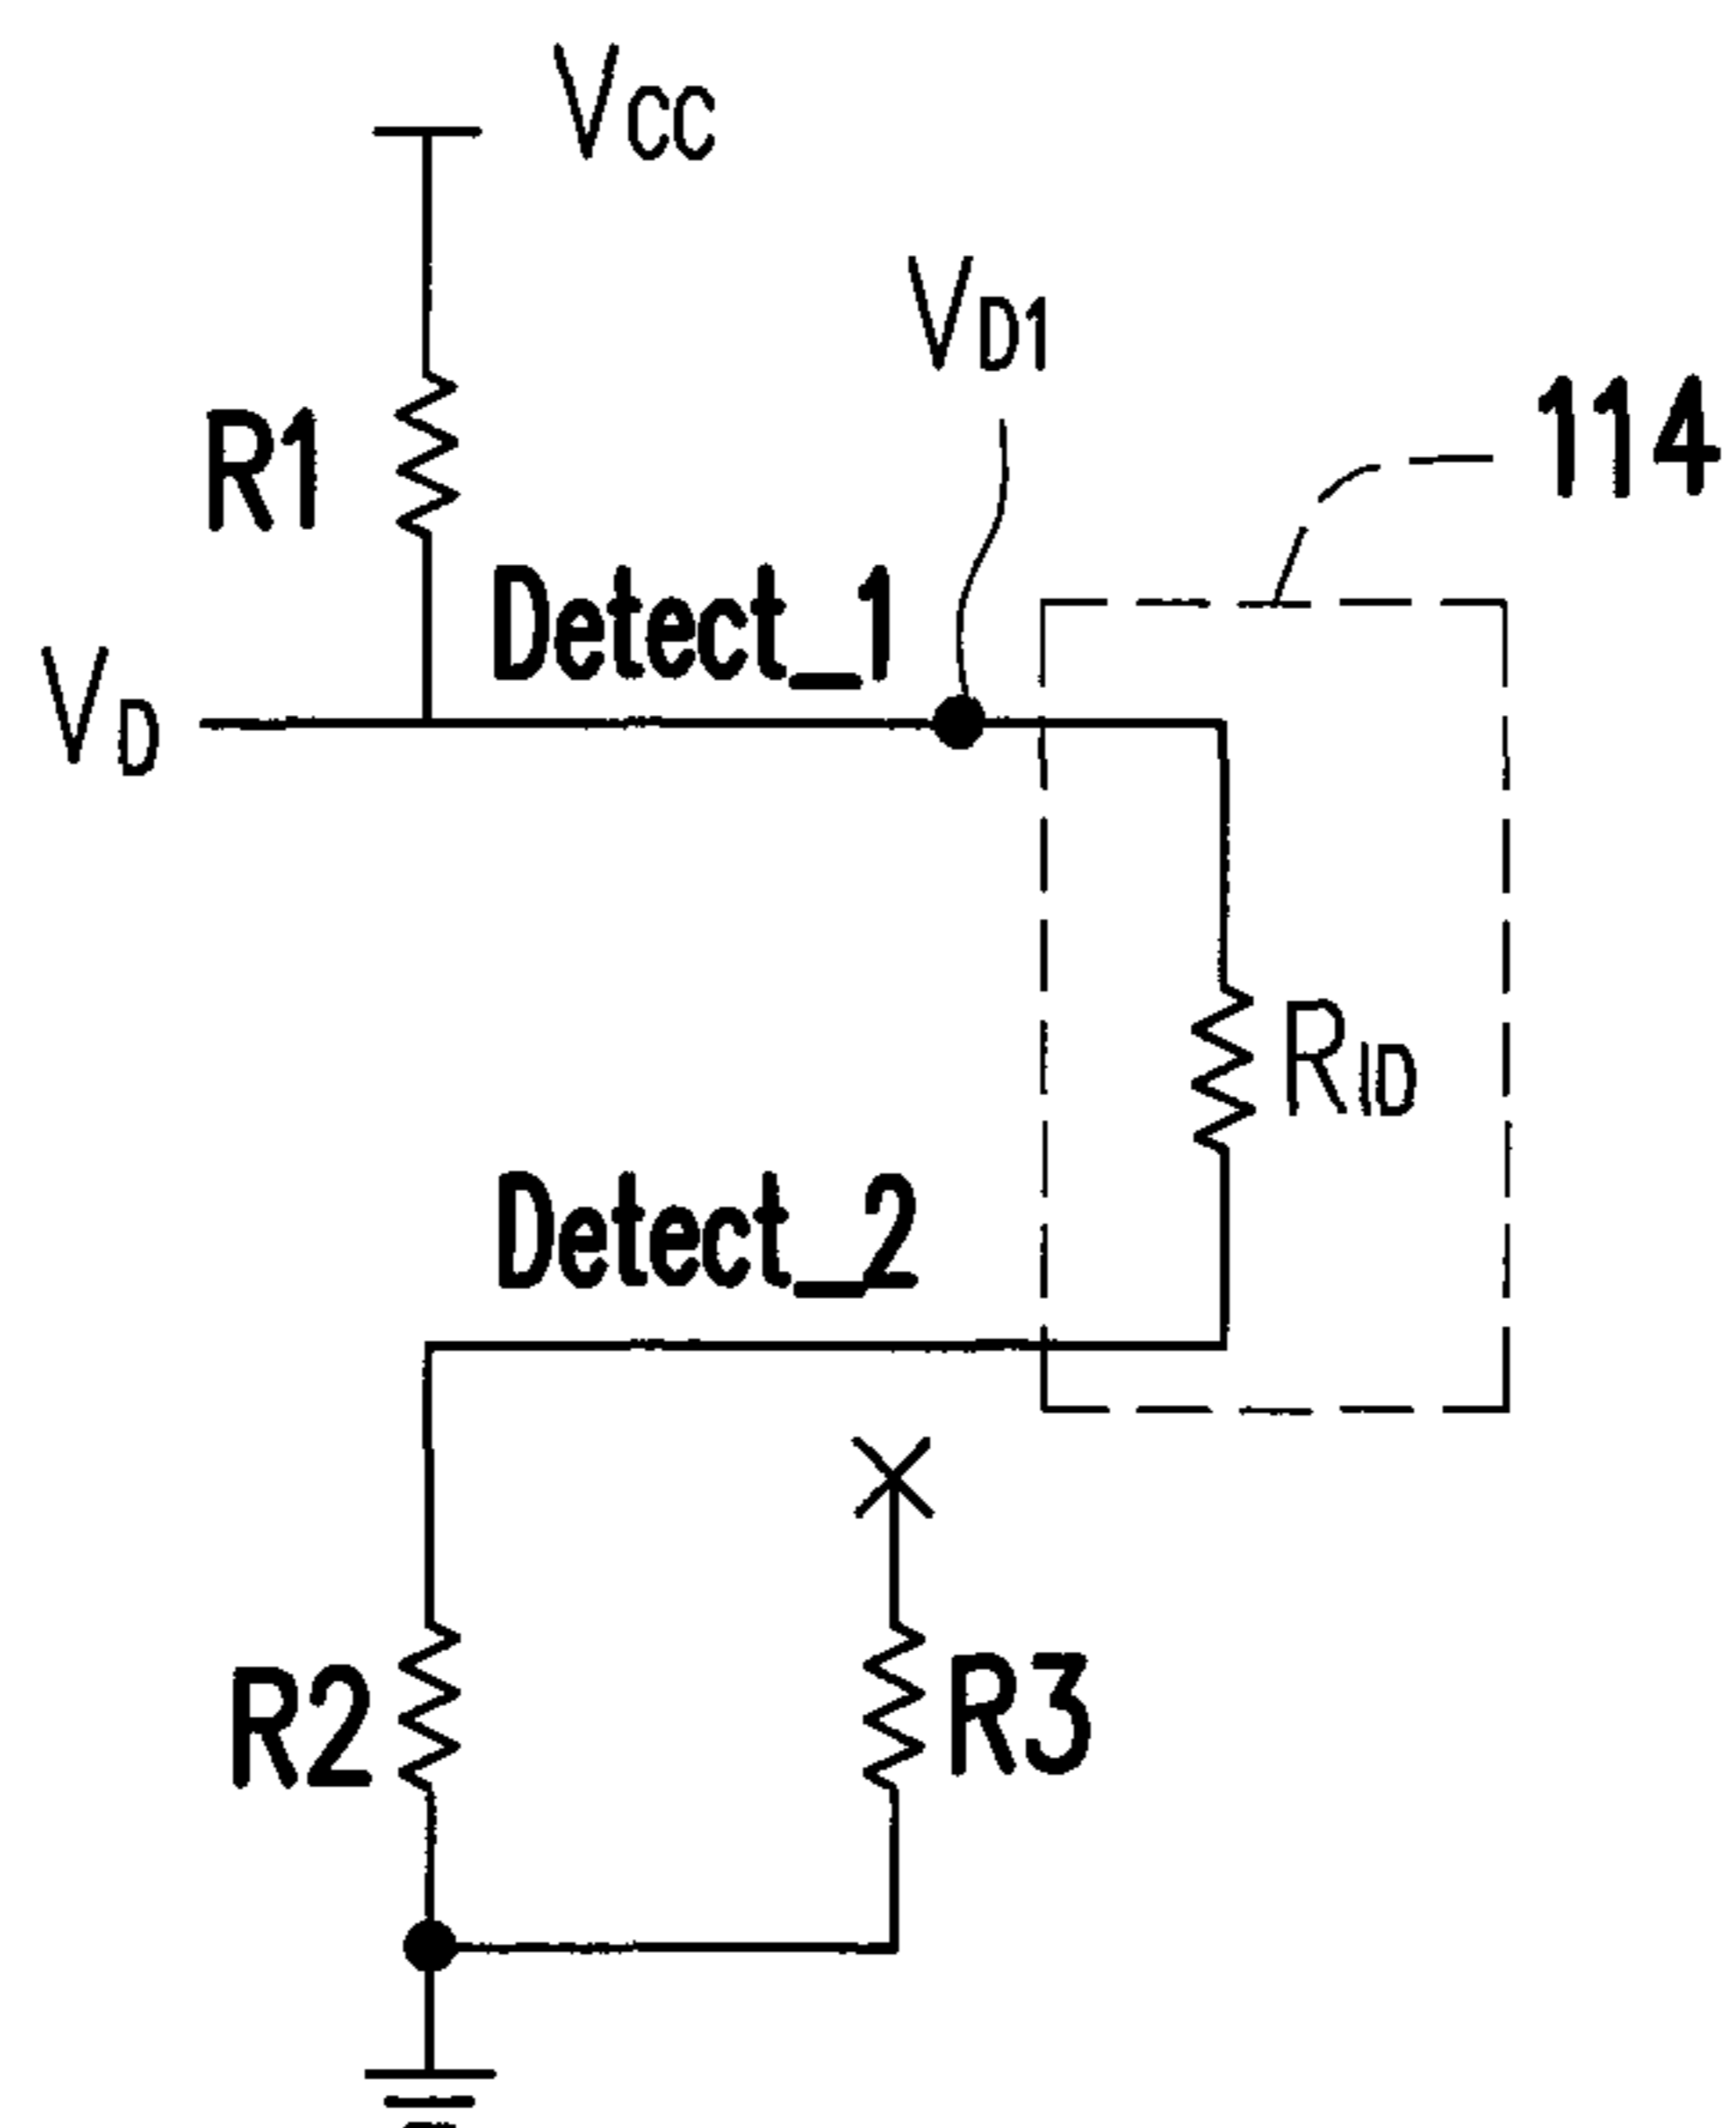 VCC
VD1
114
R1
Detect_1
VD
RID
Detect_2
R2
R3